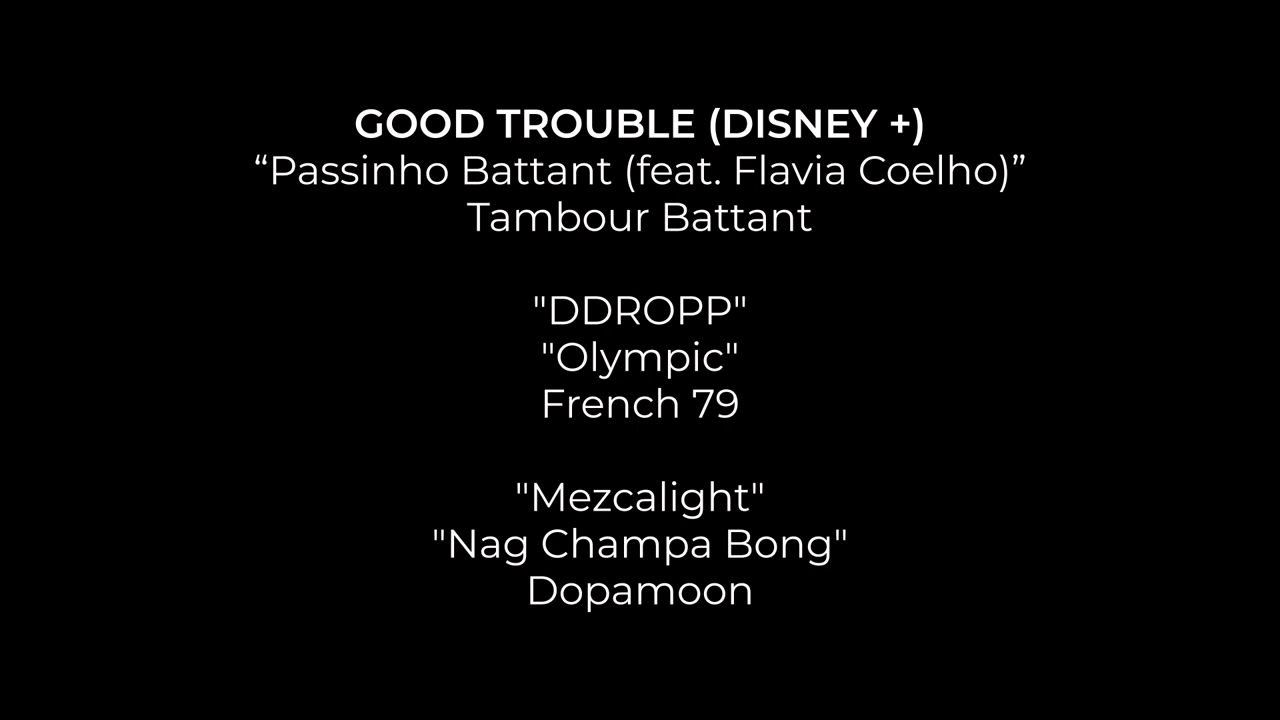 GOOD TROUBLE (DISNEY +)
“Passinho Battant (feat. Flavia Coelho)”
Tambour Battant
"DDROPP"
"Olympic"
French 79
"Mezcalight"
"Nag Champa Bong"
Dopamoon